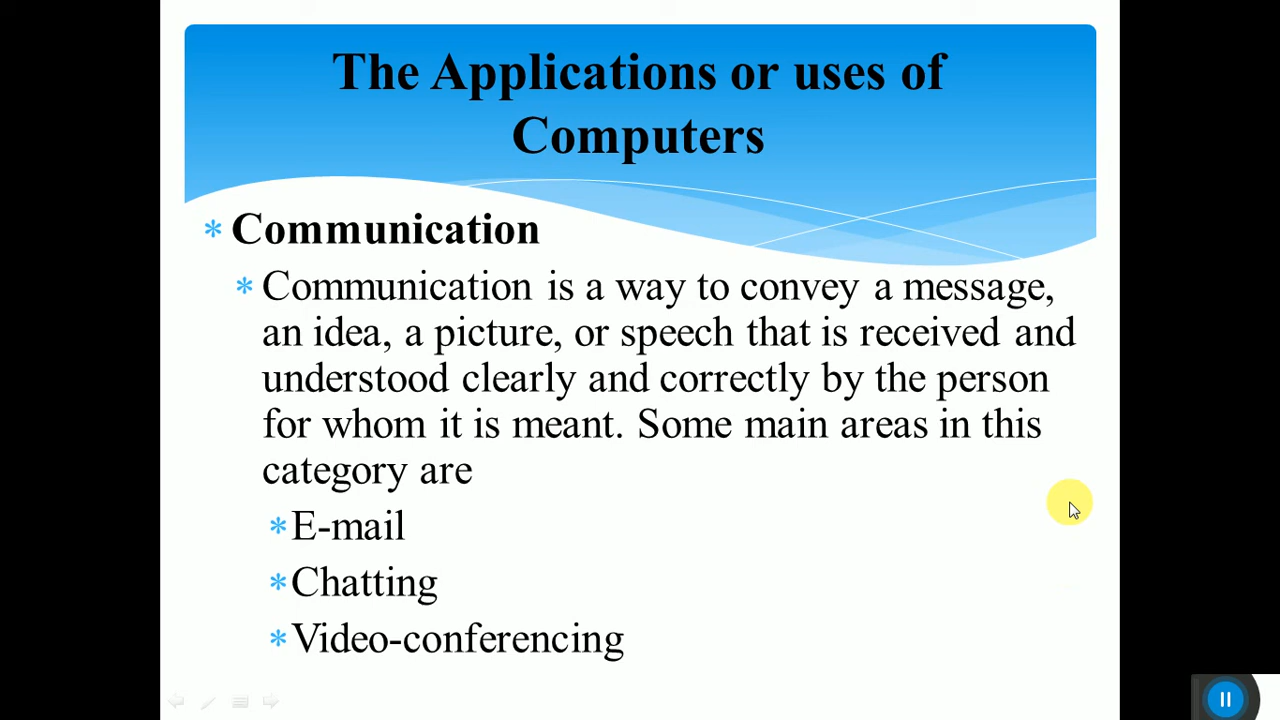 The Applications or uses of
Computers
Communication
Communication is a way to convey a message,
an idea, a picture, or speech that is received and
understood clearly and correctly by the person
for whom it is meant. Some main areas in this
category are
E-mail
Chatting
Video-conferencing